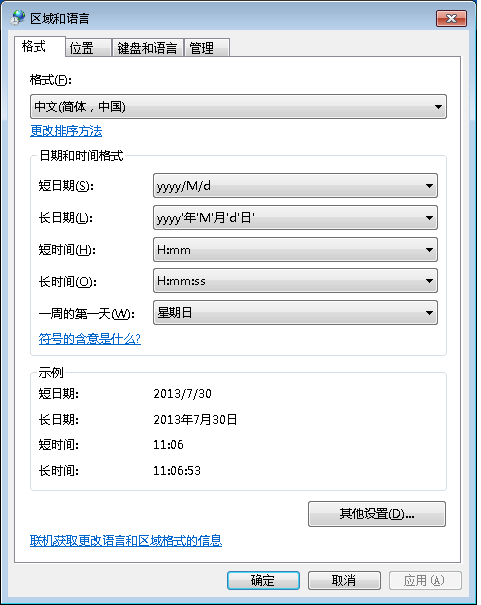 区域和语言
格式 位置 键盘和语言 管理
格式(F):
中文(简体，中国)
更改排序方法
日期和时间格式
短日期(S): yyyy/M/d
长日期(L): yyyy'年'M'月'd'日'
短时间(H): H:mm
长时间(O): H:mm:ss
一周的第一天(W): 星期日
符号的含意是什么?
示例
短日期: 2013/7/30
长日期: 2013年7月30日
短时间: 11:06
长时间: 11:06:53
其他设置(D)...
联机获取更改语言和区域格式的信息
确定 取消 应用(A)